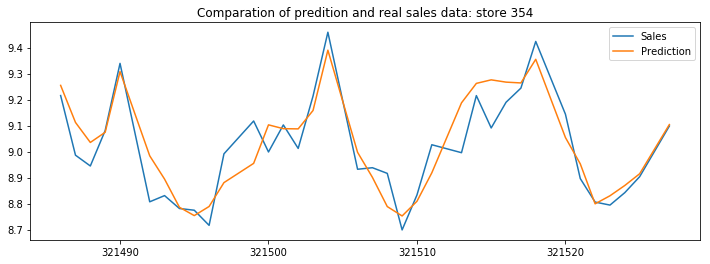 Comparation of predition and real sales data: store 354
Sales
Prediction
9.4
9.3
9.2
9.1
9.0
8.9
8.8
8.7
321490 321500 321510 321520